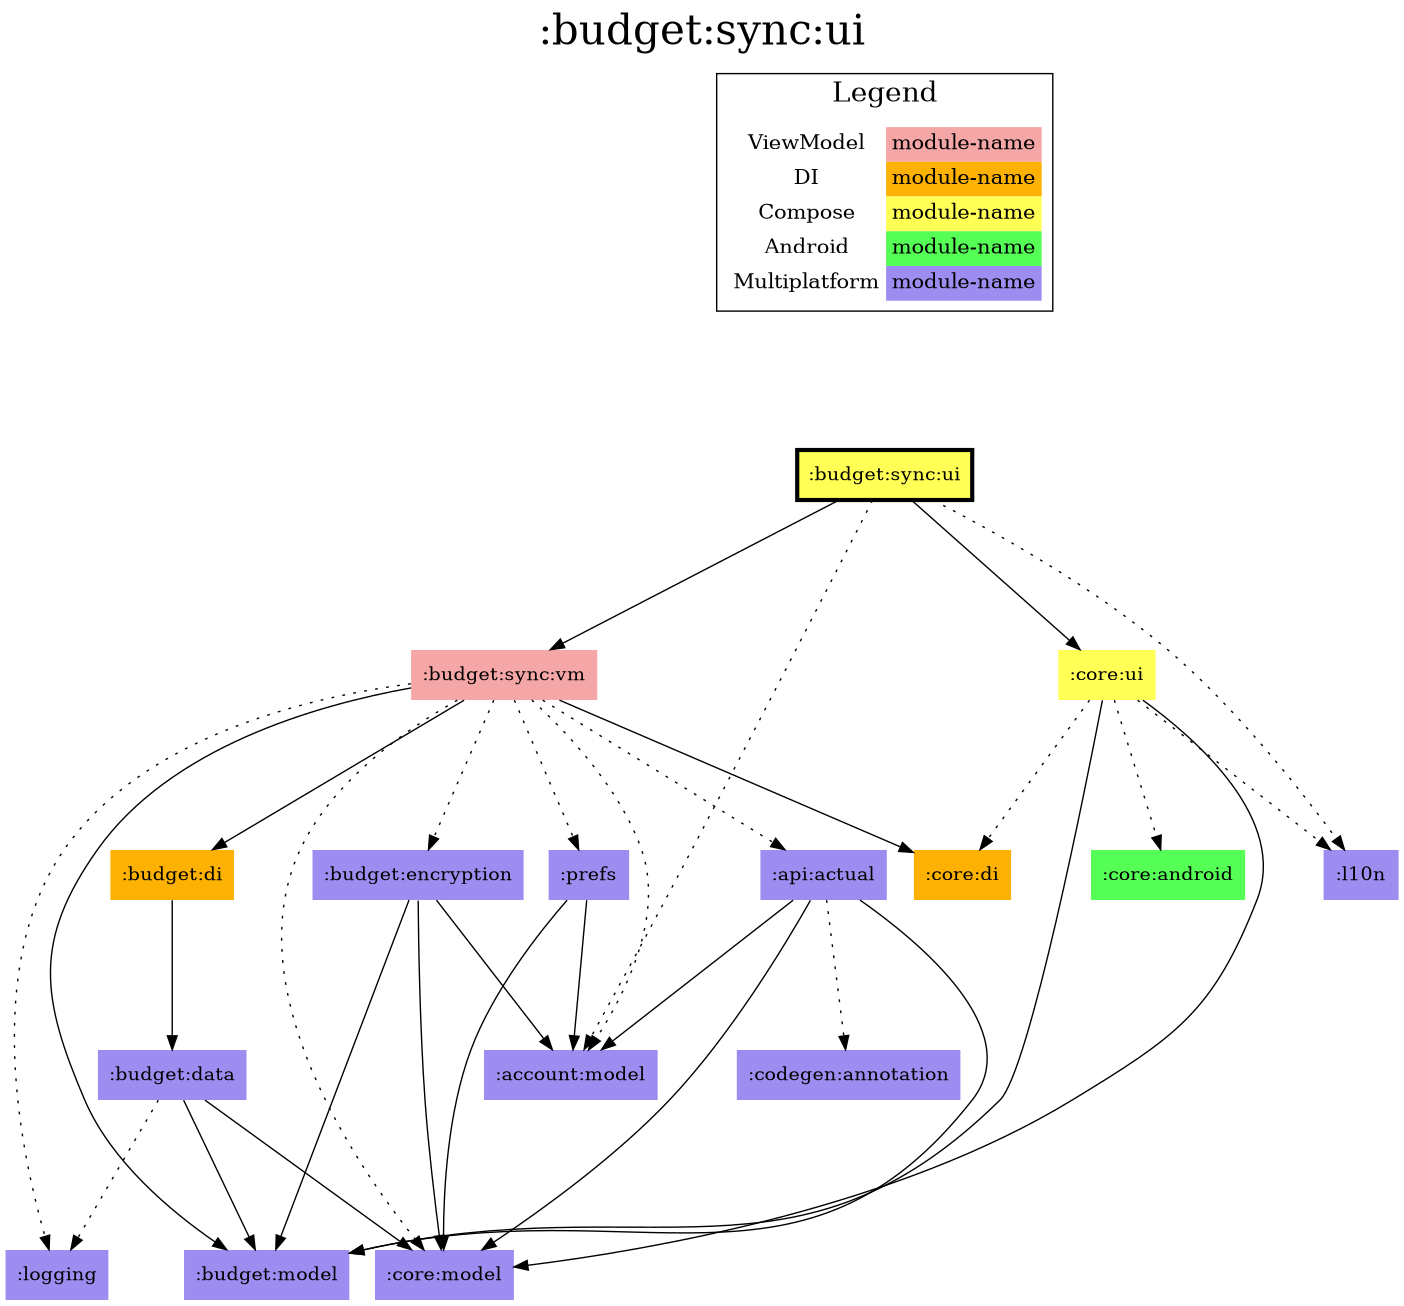 :budget:sync:ui
Legend
ViewModel module-name
DI module-name
Compose module-name
Android module-name
Multiplatform module-name
:budget:sync:ui
:budget:sync:vm
:core:ui
:budget:di
:budget:encryption
:prefs
:api:actual
:core:di
:core:android
:l10n
:budget:data
:account:model
:codegen:annotation
:logging
:budget:model
:core:model